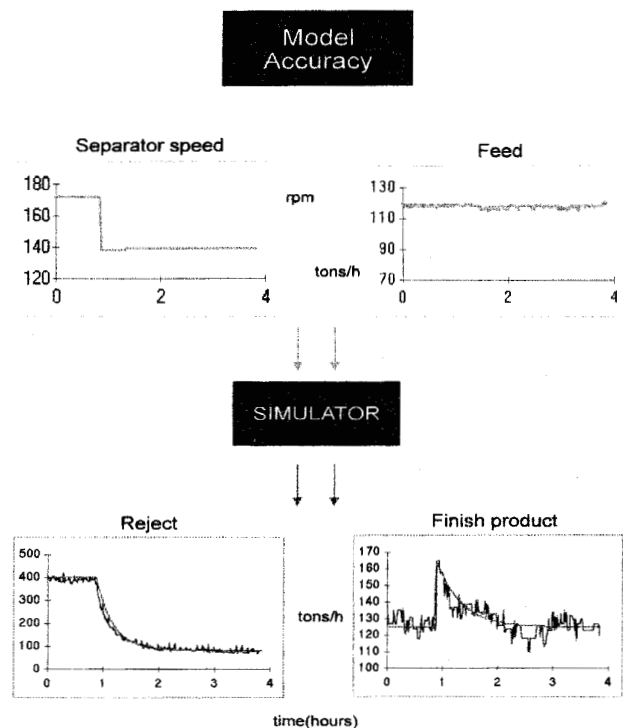 Model
Accuracy
Separator speed
Feed
180
160
140
120
0 2 4
rpm
tons/h
130
110
90
70
0 2 4
SIMULATOR
Reject
Finish product
500
400
300
200
100
0
0 1 2 3 4
tons/h
170
160
150
140
130
120
110
100
0 1 2 3 4
time(hours)